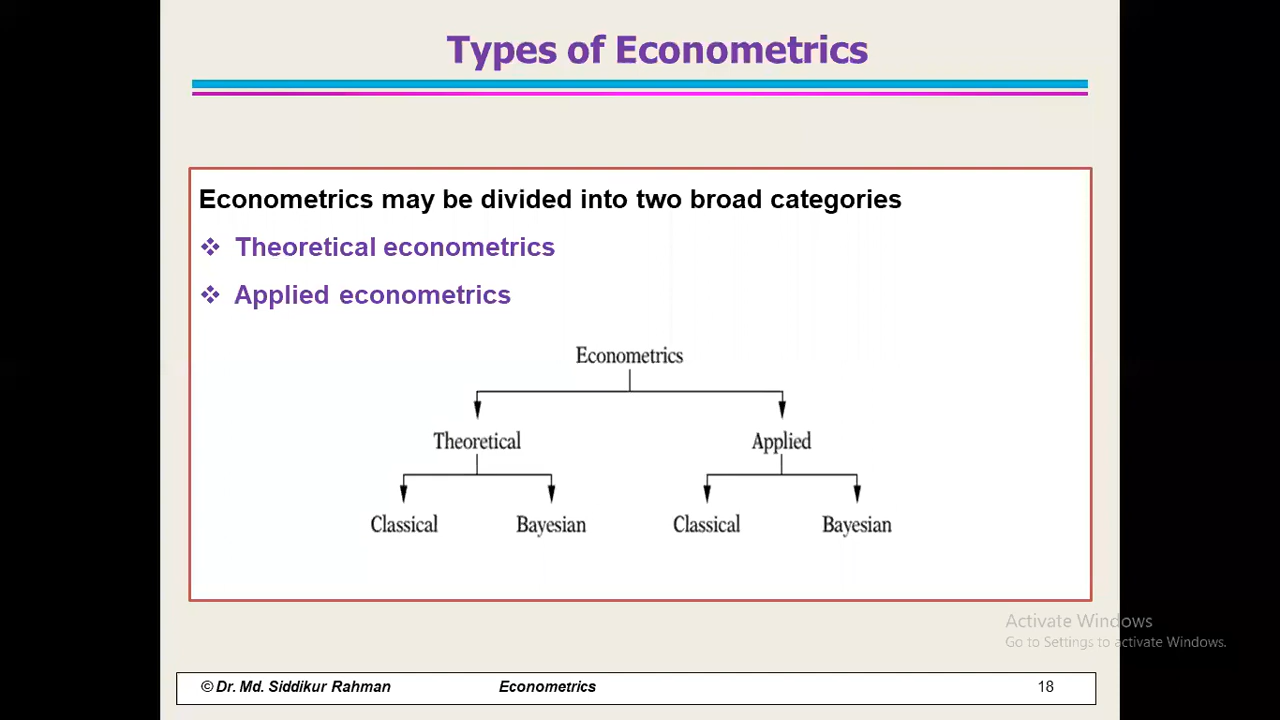 Types of Econometrics
Econometrics may be divided into two broad categories
❖ Theoretical econometrics
❖ Applied econometrics
Econometrics
Theoretical Applied
Classical Bayesian Classical Bayesian
Activate Windows
Go to Settings to activate Windows.
© Dr. Md. Siddikur Rahman Econometrics 18